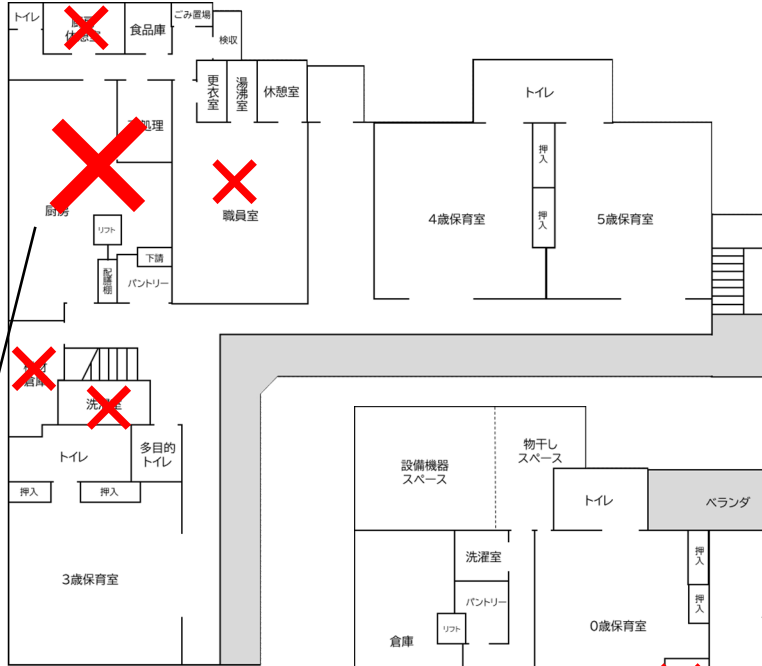 トイレ
休憩室
食品庫
ごみ置場
検収
更衣室
湯沸室
休憩室
トイレ
処理
押入
押入
4歳保育室
5歳保育室
厨房
職員室
リフト
下請
配膳棚
パントリー
倉庫
洗濯室
トイレ
多目的
トイレ
押入
押入
3歳保育室
設備機器
スペース
物干し
スペース
トイレ
ベランダ
洗濯室
押入
パントリー
押入
リフト
倉庫
0歳保育室